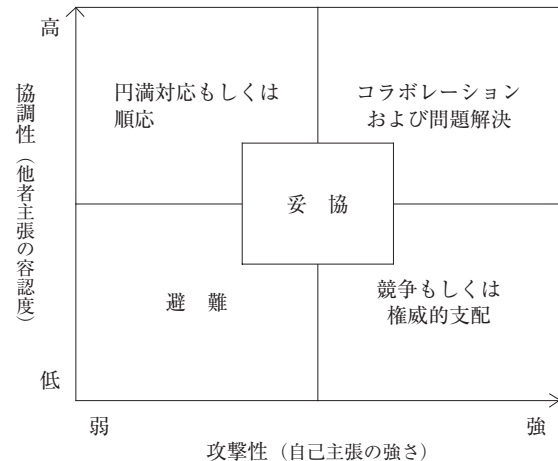 高
協調性（他者主張の容認度）
低
円満対応もしくは
順応
コラボレーション
および問題解決
妥　協
避　難
競争もしくは
権威的支配
弱
強
攻撃性（自己主張の強さ）